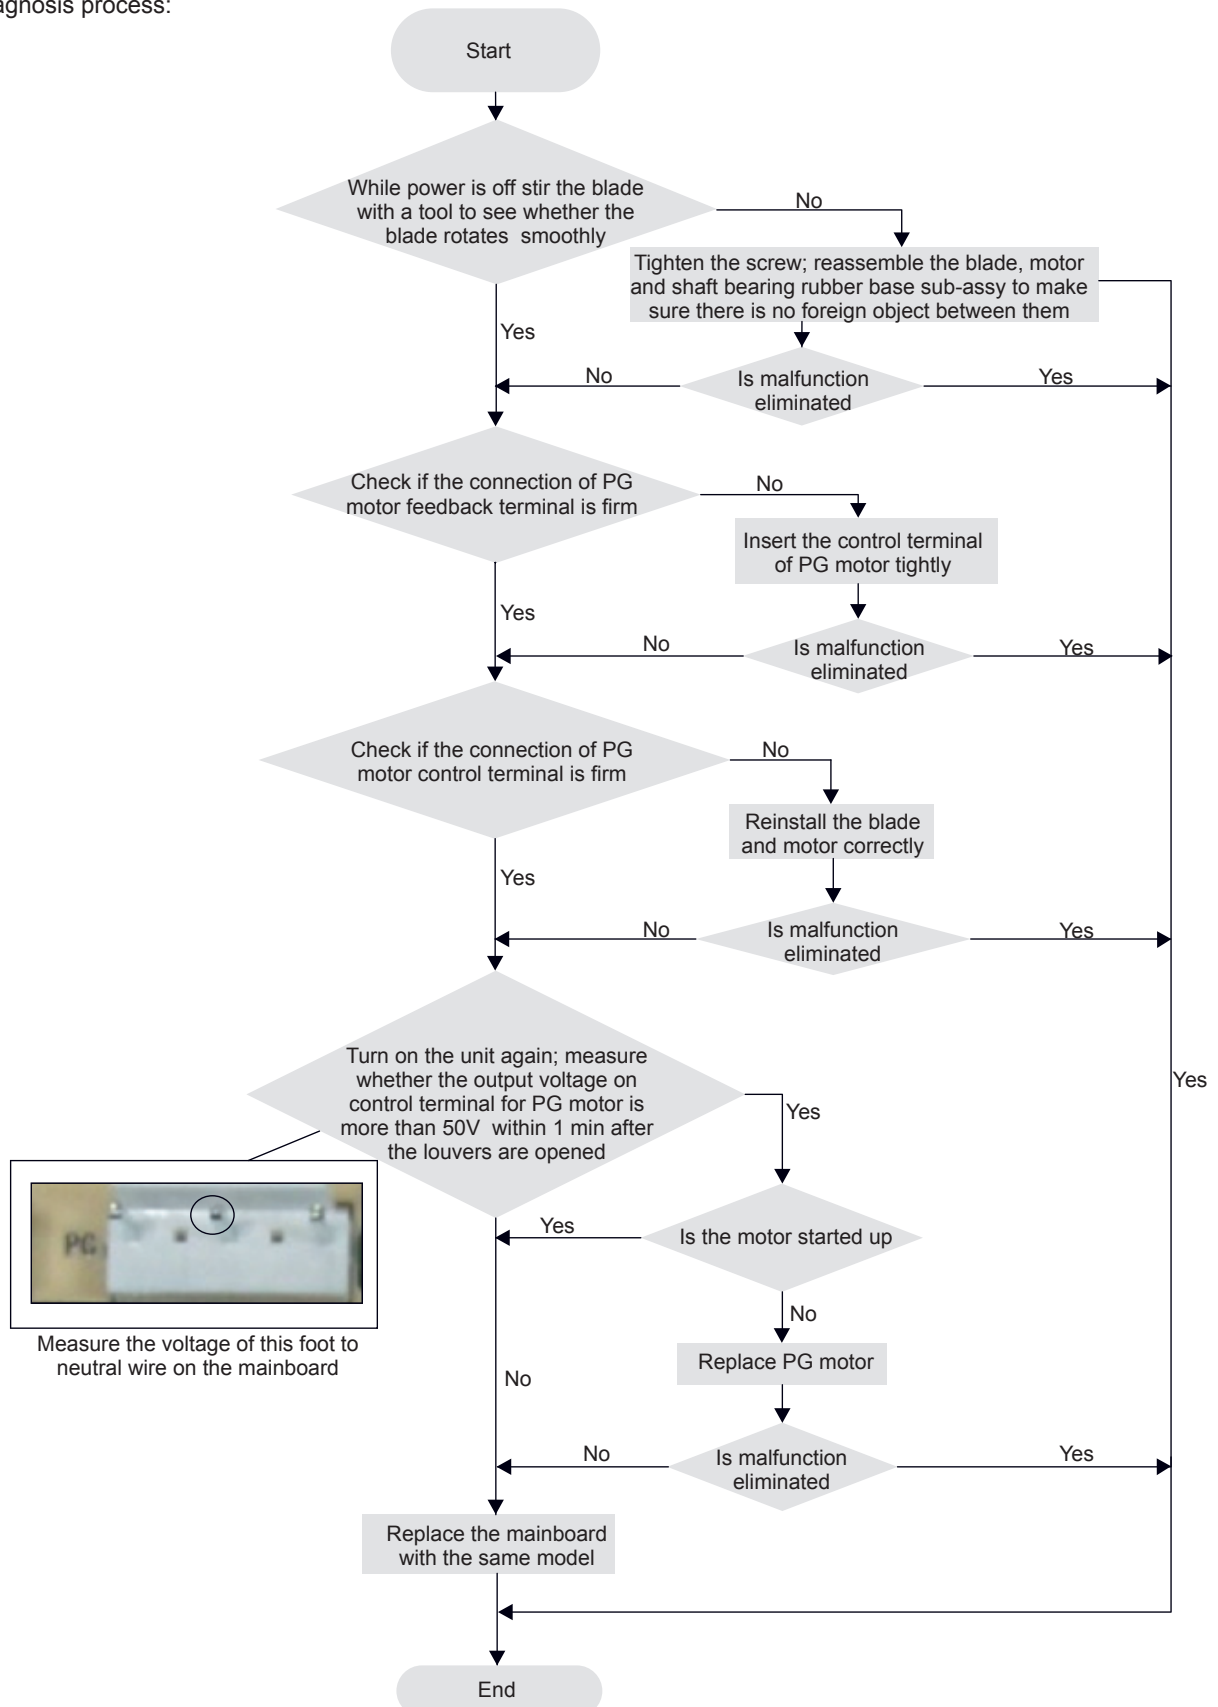 agnosis process:
Start
While power is off stir the blade
with a tool to see whether the
blade rotates smoothly
No
Tighten the screw; reassemble the blade, motor
and shaft bearing rubber base sub-assy to make
sure there is no foreign object between them
Yes
No
Is malfunction
eliminated
Yes
Check if the connection of PG
motor feedback terminal is firm
No
Insert the control terminal
of PG motor tightly
Yes
No
Is malfunction
eliminated
Yes
Check if the connection of PG
motor control terminal is firm
No
Reinstall the blade
and motor correctly
Yes
No
Is malfunction
eliminated
Yes
Turn on the unit again; measure
whether the output voltage on
control terminal for PG motor is
more than 50V within 1 min after
the louvers are opened
Yes
Yes
PG
Measure the voltage of this foot to
neutral wire on the mainboard
Yes
Is the motor started up
No
Replace PG motor
No
No
Is malfunction
eliminated
Yes
Replace the mainboard
with the same model
End